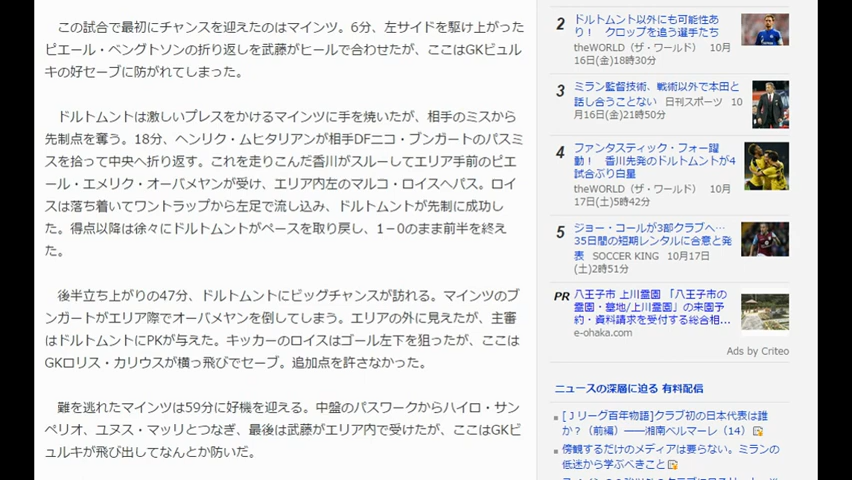 この試合で最初にチャンスを迎えたのはマインツ。6分、左サイドを駆け上がった
ピエール・ベングトソンの折り返しを武藤がヒールで合わせたが、ここはGKビュル
キの好セーブに防がれてしまった。
ドルトムントは激しいプレスをかけるマインツに手を焼いたが、相手のミスから
先制点を奪う。18分、ヘンリク・ムヒタリアンが相手DFニコ・ブンガートのパスミ
スを拾って中央へ折り返す。これを走りこんだ香川がスルーしてエリア手前のピエ
ール・エメリク・オーバメヤンが受け、エリア内左のマルコ・ロイスへパス。ロイ
スは落ち着いてワントラップから左足で流し込み、ドルトムントが先制に成功し
た。得点以降は徐々にドルトムントがペースを取り戻し、1−0のまま前半を終え
た。
後半立ち上がりの47分、ドルトムントにビッグチャンスが訪れる。マインツのブ
ンガートがエリア際でオーバメヤンを倒してしまう。エリアの外に見えたが、主審
はドルトムントにPKが与えた。キッカーのロイスはゴール左下を狙ったが、ここは
GKロリス・カリウスが横っ飛びでセーブ。追加点を許さなかった。
難を逃れたマインツは59分に好機を迎える。中盤のパスワークからハイロ・サン
ペリオ、ユヌス・マッリとつなぎ、最後は武藤がエリア内で受けたが、ここはGKビ
ュルキが飛び出してなんとか防いだ。
2 ドルトムント以外にも可能性あ
り! クロップを追う選手たち
theWORLD(ザ・ワールド) 10月
16日(金)18時30分
3 ミラン監督技術、戦術以外で本田と
話し合うことない 日刊スポーツ 10
月16日(金)21時50分
4 ファンタスティック・フォー躍
動! 香川先発のドルトムントが4
試合ぶり白星
theWORLD(ザ・ワールド) 10月
17日(土)5時42分
5 ジョー・コールが3部クラブへ…
35日間の短期レンタルに合意と発
表 SOCCER KING 10月17日
(土)2時51分
PR 八王子市 上川霊園 「八王子市の
霊園・墓地/上川霊園」の来園予
約・資料請求を受付する総合相...
e-ohaka.com
Ads by Criteo
ニュースの深層に迫る 有料配信
[Jリーグ百年物語]クラブ初の日本代表は誰
か?(前編)――湘南ベルマーレ(14)
傍観するだけのメディアは要らない。ミランの
低迷から学ぶべきこと